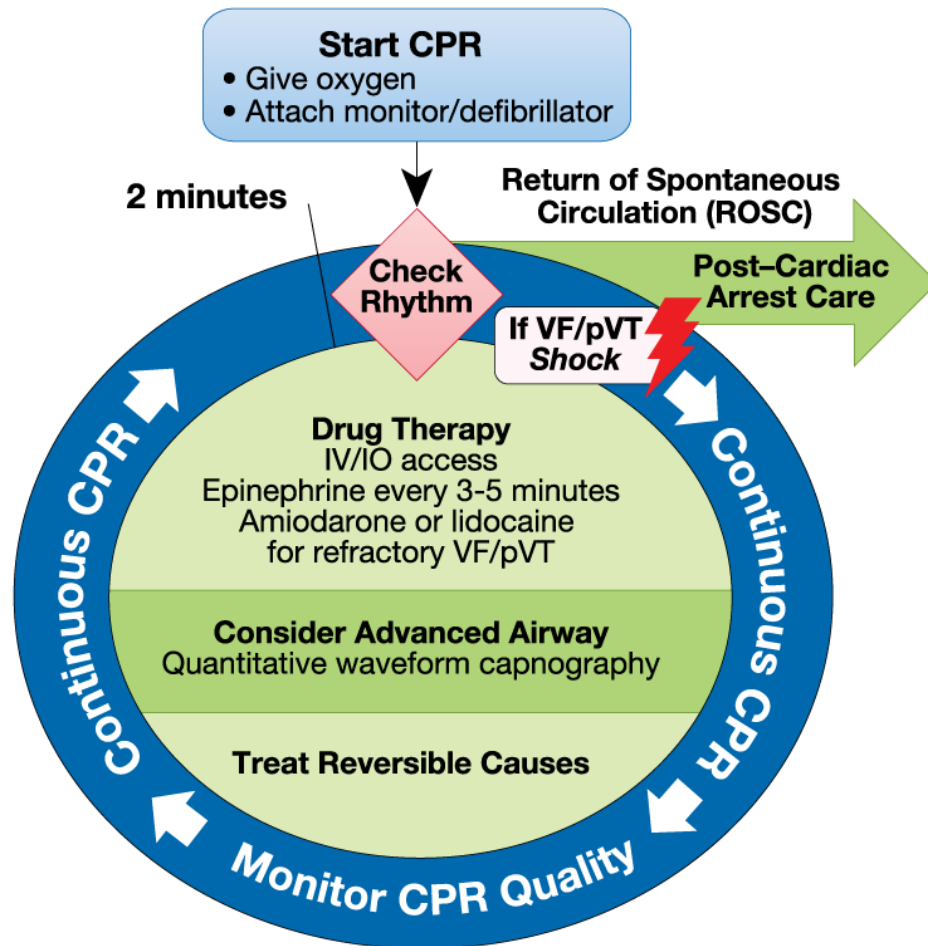 Start CPR
• Give oxygen
• Attach monitor/defibrillator
2 minutes
Return of Spontaneous
Circulation (ROSC)
Check
Rhythm
Post–Cardiac
Arrest Care
If VF/pVT
Shock
Drug Therapy
IV/IO access
Epinephrine every 3-5 minutes
Amiodarone or lidocaine
for refractory VF/pVT
Consider Advanced Airway
Quantitative waveform capnography
Treat Reversible Causes
Continuous CPR
Monitor CPR Quality
Continuous CPR